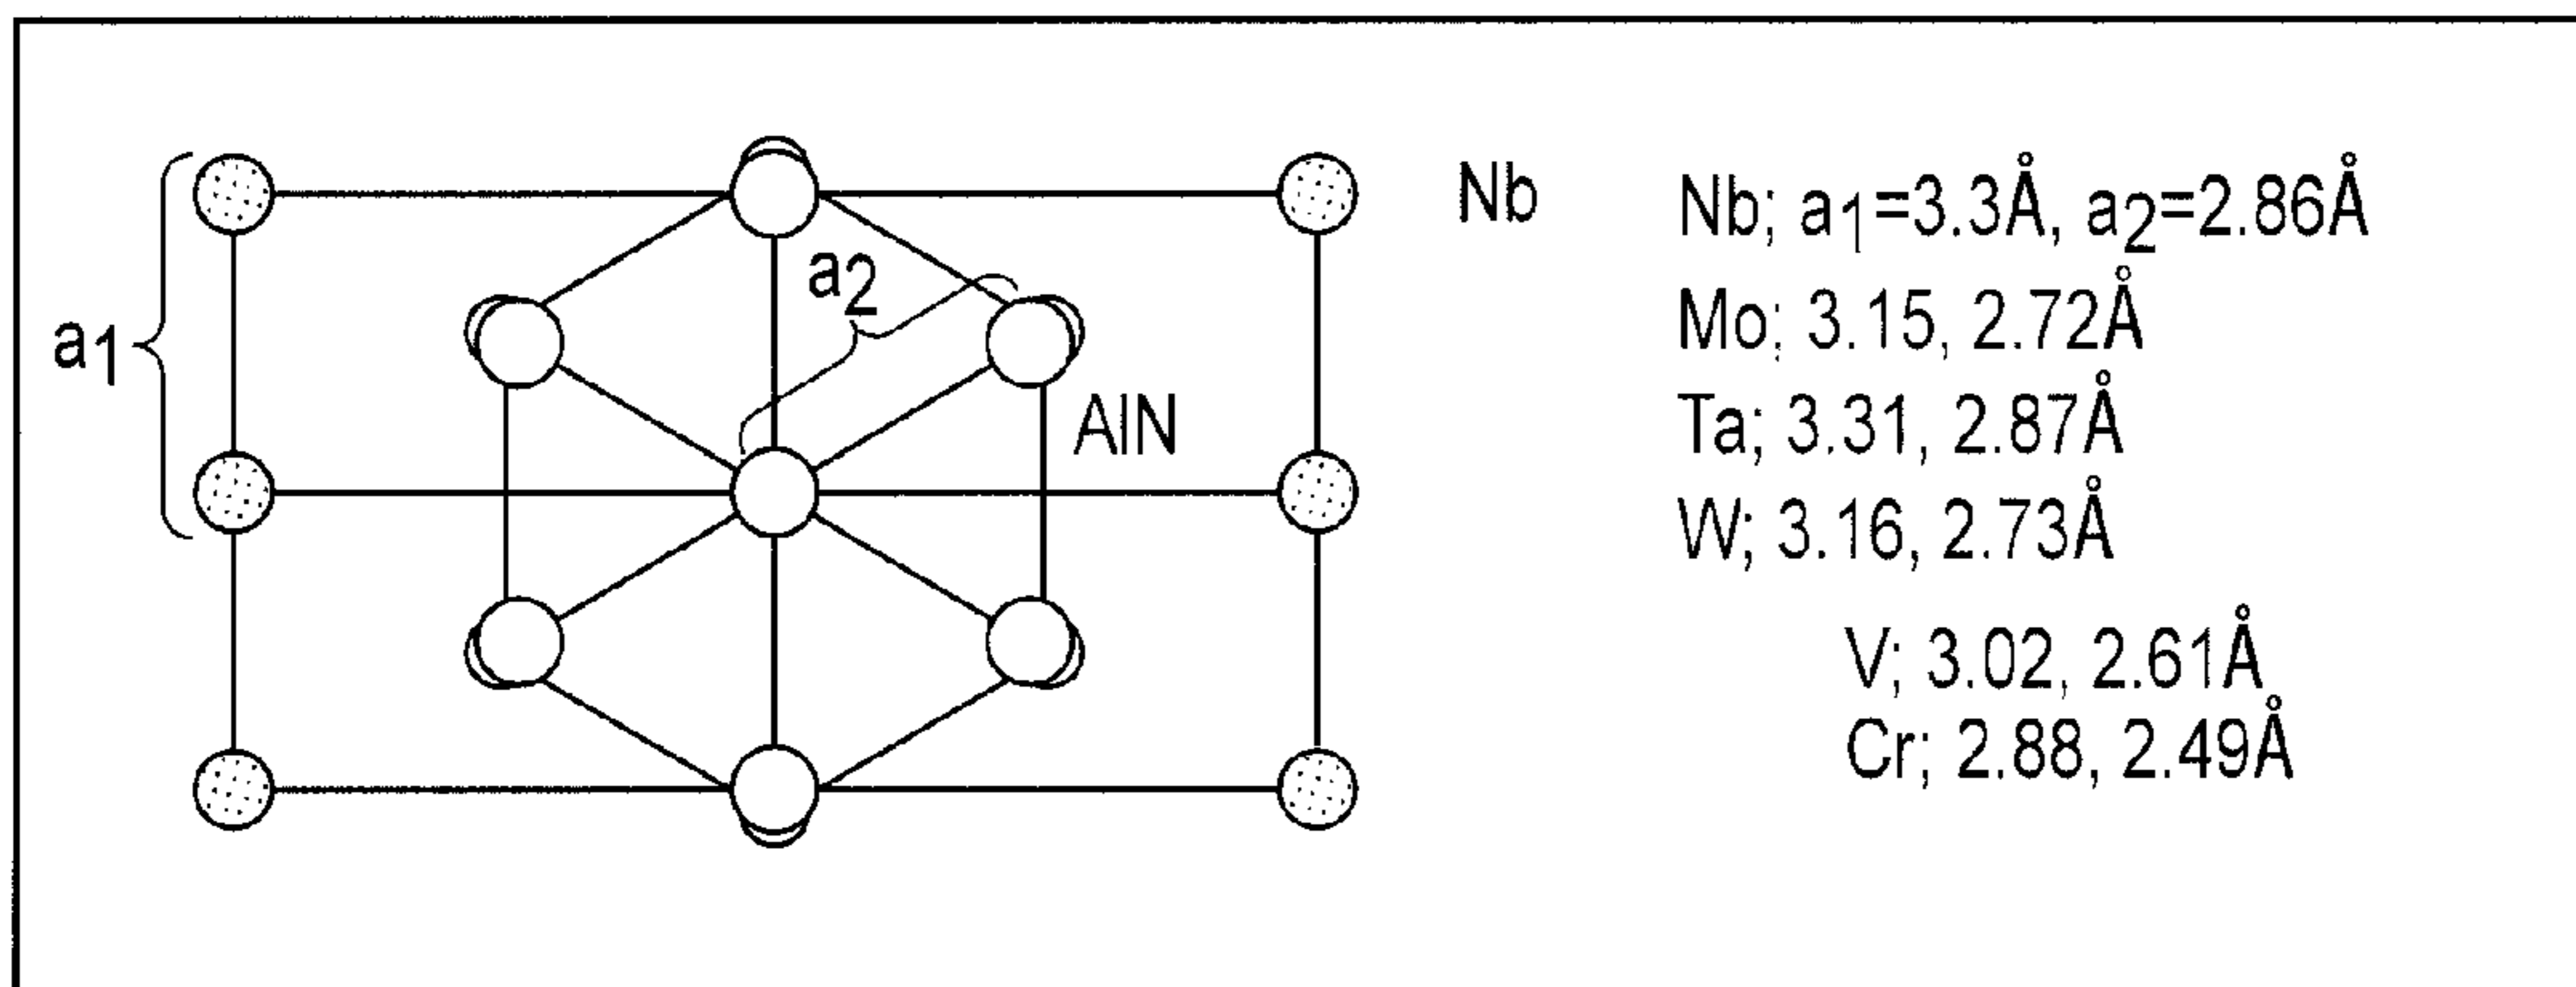 Nb
a1
a2
AlN
Nb; a1=3.3Å, a2=2.86Å
Mo; 3.15, 2.72Å
Ta; 3.31, 2.87Å
W; 3.16, 2.73Å
V; 3.02, 2.61Å
Cr; 2.88, 2.49Å